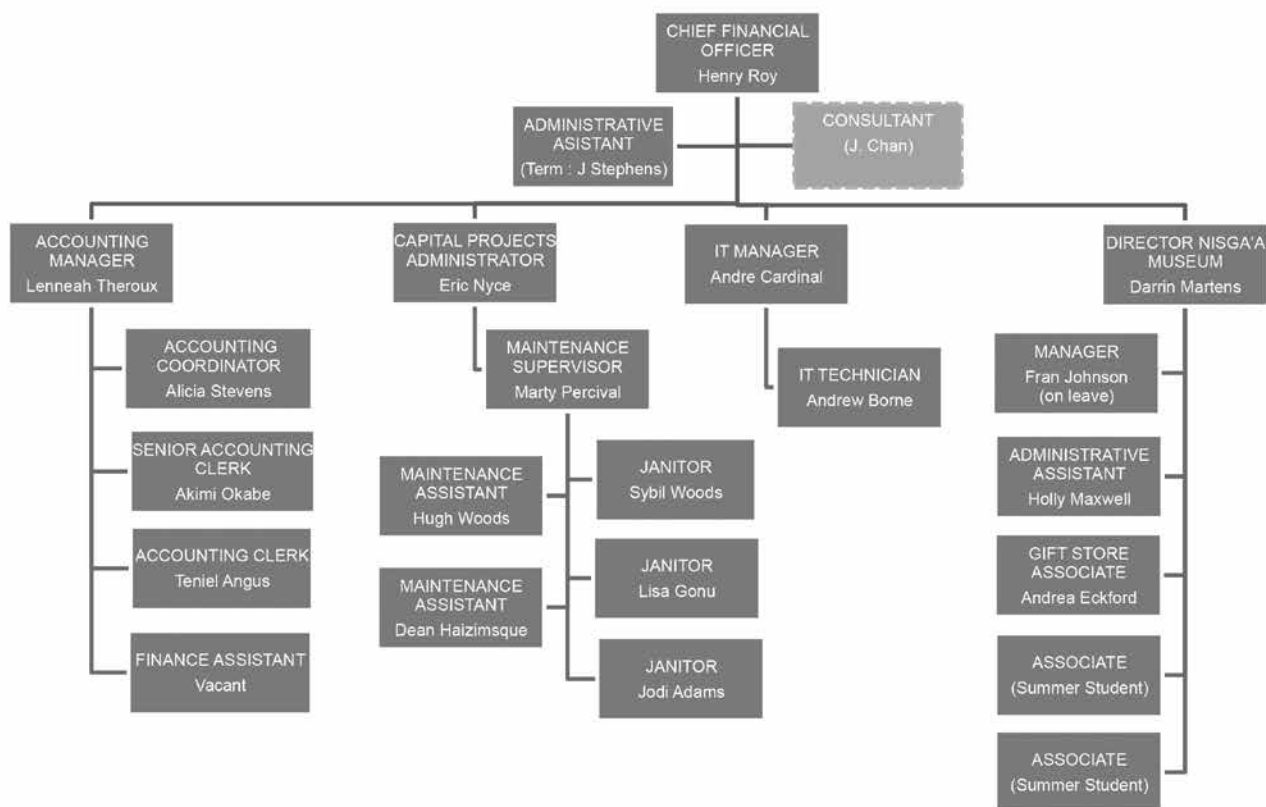 CHIEF FINANCIAL
OFFICER
Henry Roy
ADMINISTRATIVE
ASISTANT
(Term : J Stephens)
CONSULTANT
(J. Chan)
ACCOUNTING
MANAGER
Lenneah Theroux
CAPITAL PROJECTS
ADMINISTRATOR
Eric Nyce
IT MANAGER
Andre Cardinal
DIRECTOR NISGA'A
MUSEUM
Darrin Martens
ACCOUNTING
COORDINATOR
Alicia Stevens
SENIOR ACCOUNTING
CLERK
Akimi Okabe
ACCOUNTING CLERK
Teniel Angus
FINANCE ASSISTANT
Vacant
MAINTENANCE
SUPERVISOR
Marty Percival
MAINTENANCE
ASSISTANT
Hugh Woods
MAINTENANCE
ASSISTANT
Dean Haizimsque
JANITOR
Sybil Woods
JANITOR
Lisa Gonu
JANITOR
Jodi Adams
IT TECHNICIAN
Andrew Borne
MANAGER
Fran Johnson
(on leave)
ADMINISTRATIVE
ASSISTANT
Holly Maxwell
GIFT STORE
ASSOCIATE
Andrea Eckford
ASSOCIATE
(Summer Student)
ASSOCIATE
(Summer Student)